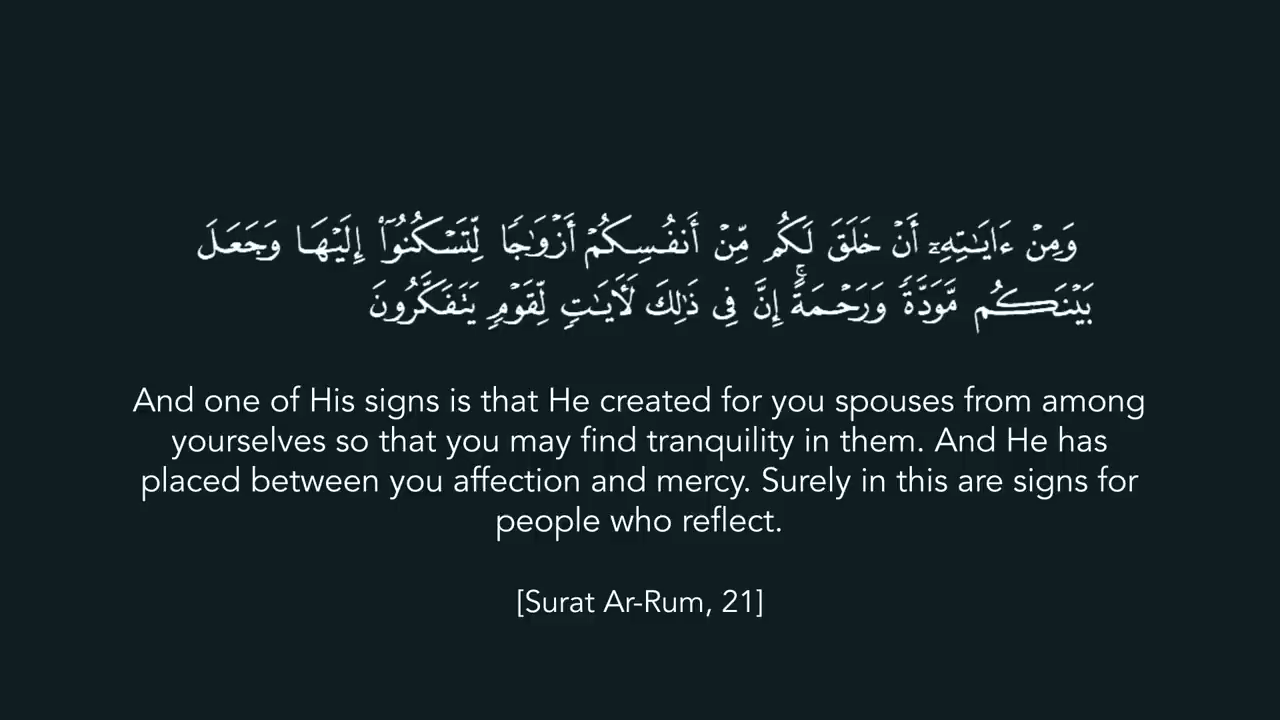 وَمِنْ ءَايَـٰتِهِۦٓ أَنْ خَلَقَ لَكُم مِّنْ أَنفُسِكُمْ أَزْوَٰجًا لِّتَسْكُنُوٓا۟ إِلَيْهَا وَجَعَلَ
بَيْنَكُم مَّوَدَّةً وَرَحْمَةً ۚ إِنَّ فِى ذَٰلِكَ لَـَٔايَـٰتٍ لِّقَوْمٍ يَتَفَكَّرُونَ
And one of His signs is that He created for you spouses from among
yourselves so that you may find tranquility in them. And He has
placed between you affection and mercy. Surely in this are signs for
people who reflect.
[Surat Ar-Rum, 21]